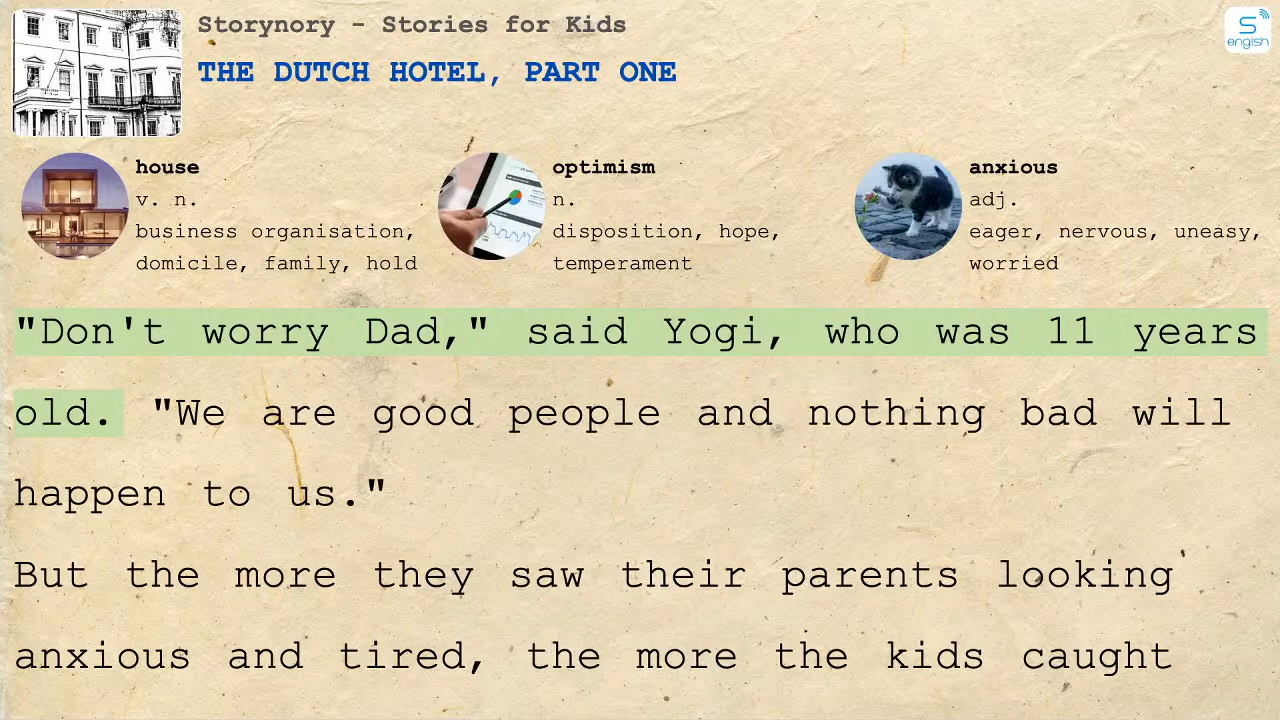 Storynory - Stories for Kids
THE DUTCH HOTEL, PART ONE
S
english
house
v. n.
business organisation,
domicile, family, hold
optimism
n.
disposition, hope,
temperament
anxious
adj.
eager, nervous, uneasy,
worried
"Don't worry Dad," said Yogi, who was 11 years
old. "We are good people and nothing bad will
happen to us."
But the more they saw their parents looking
anxious and tired, the more the kids caught